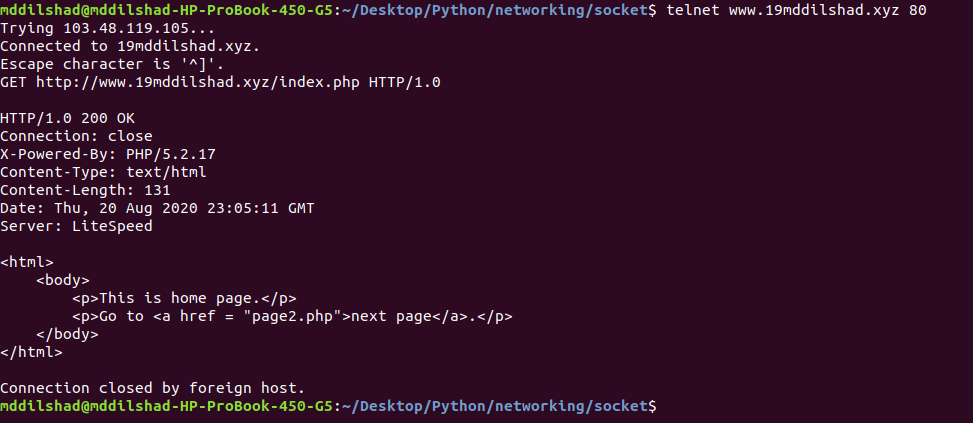 mddilshad@mddilshad-HP-ProBook-450-G5:~/Desktop/Python/networking/socket$ telnet www.19mddilshad.xyz 80
Trying 103.48.119.105...
Connected to 19mddilshad.xyz.
Escape character is '^]'.
GET http://www.19mddilshad.xyz/index.php HTTP/1.0

HTTP/1.0 200 OK
Connection: close
X-Powered-By: PHP/5.2.17
Content-Type: text/html
Content-Length: 131
Date: Thu, 20 Aug 2020 23:05:11 GMT
Server: LiteSpeed

<html>
    <body>
        <p>This is home page.</p>
        <p>Go to <a href = "page2.php">next page</a>.</p>
    </body>
</html>

Connection closed by foreign host.
mddilshad@mddilshad-HP-ProBook-450-G5:~/Desktop/Python/networking/socket$